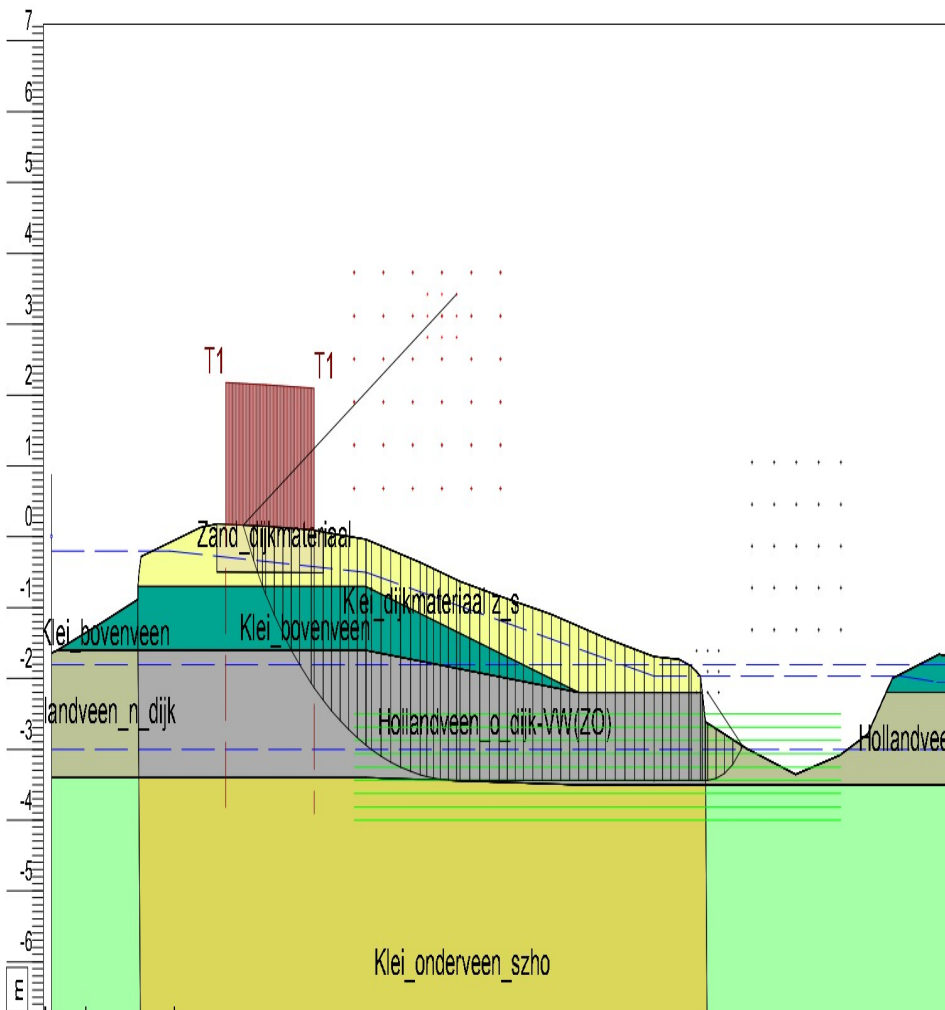 7
6
5
4
3
T1 T1
2
1
0
Zand_dijkmateriaal
-1
Klei_dijkmateriaal z_s
Klei_bovenveen
Klei_bovenveen
-2
landveen_n_dijk
Hollandveen_o_dijk-VW(ZO)
-3
Hollandvee
-4
-5
-6
Klei_onderveen_szho
m